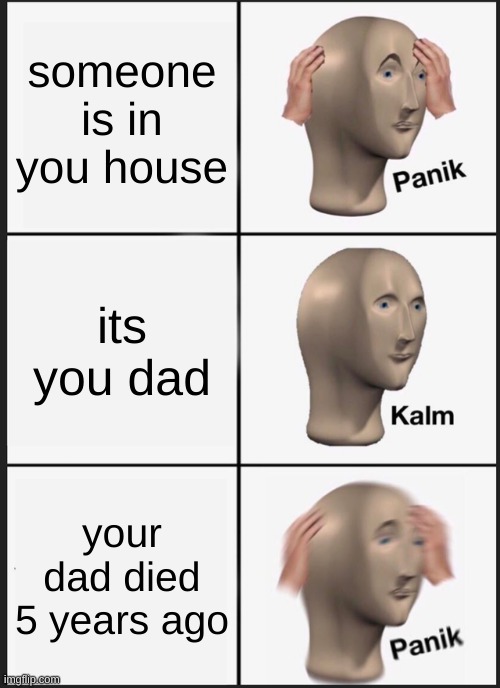 someone
is in
you house
Panik
its
you dad
Kalm
your
dad died
5 years ago
Panik
imgflip.com